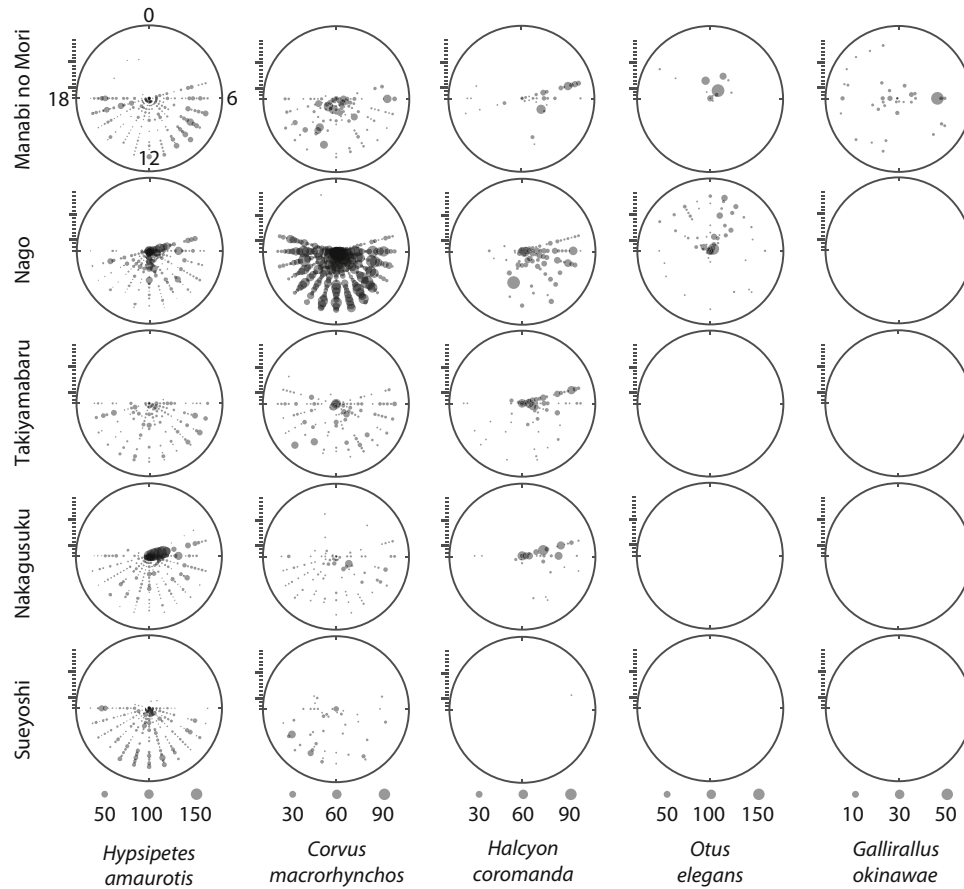 0
Manabi no Mori
18
6
12
Nago
Takiyamabaru
Nakagusuku
Sueyoshi
50 100 150
30 60 90
30 60 90
50 100 150
10 30 50
Hypsipetes
amaurotis
Corvus
macrorhynchos
Halcyon
coromanda
Otus
elegans
Gallirallus
okinawae